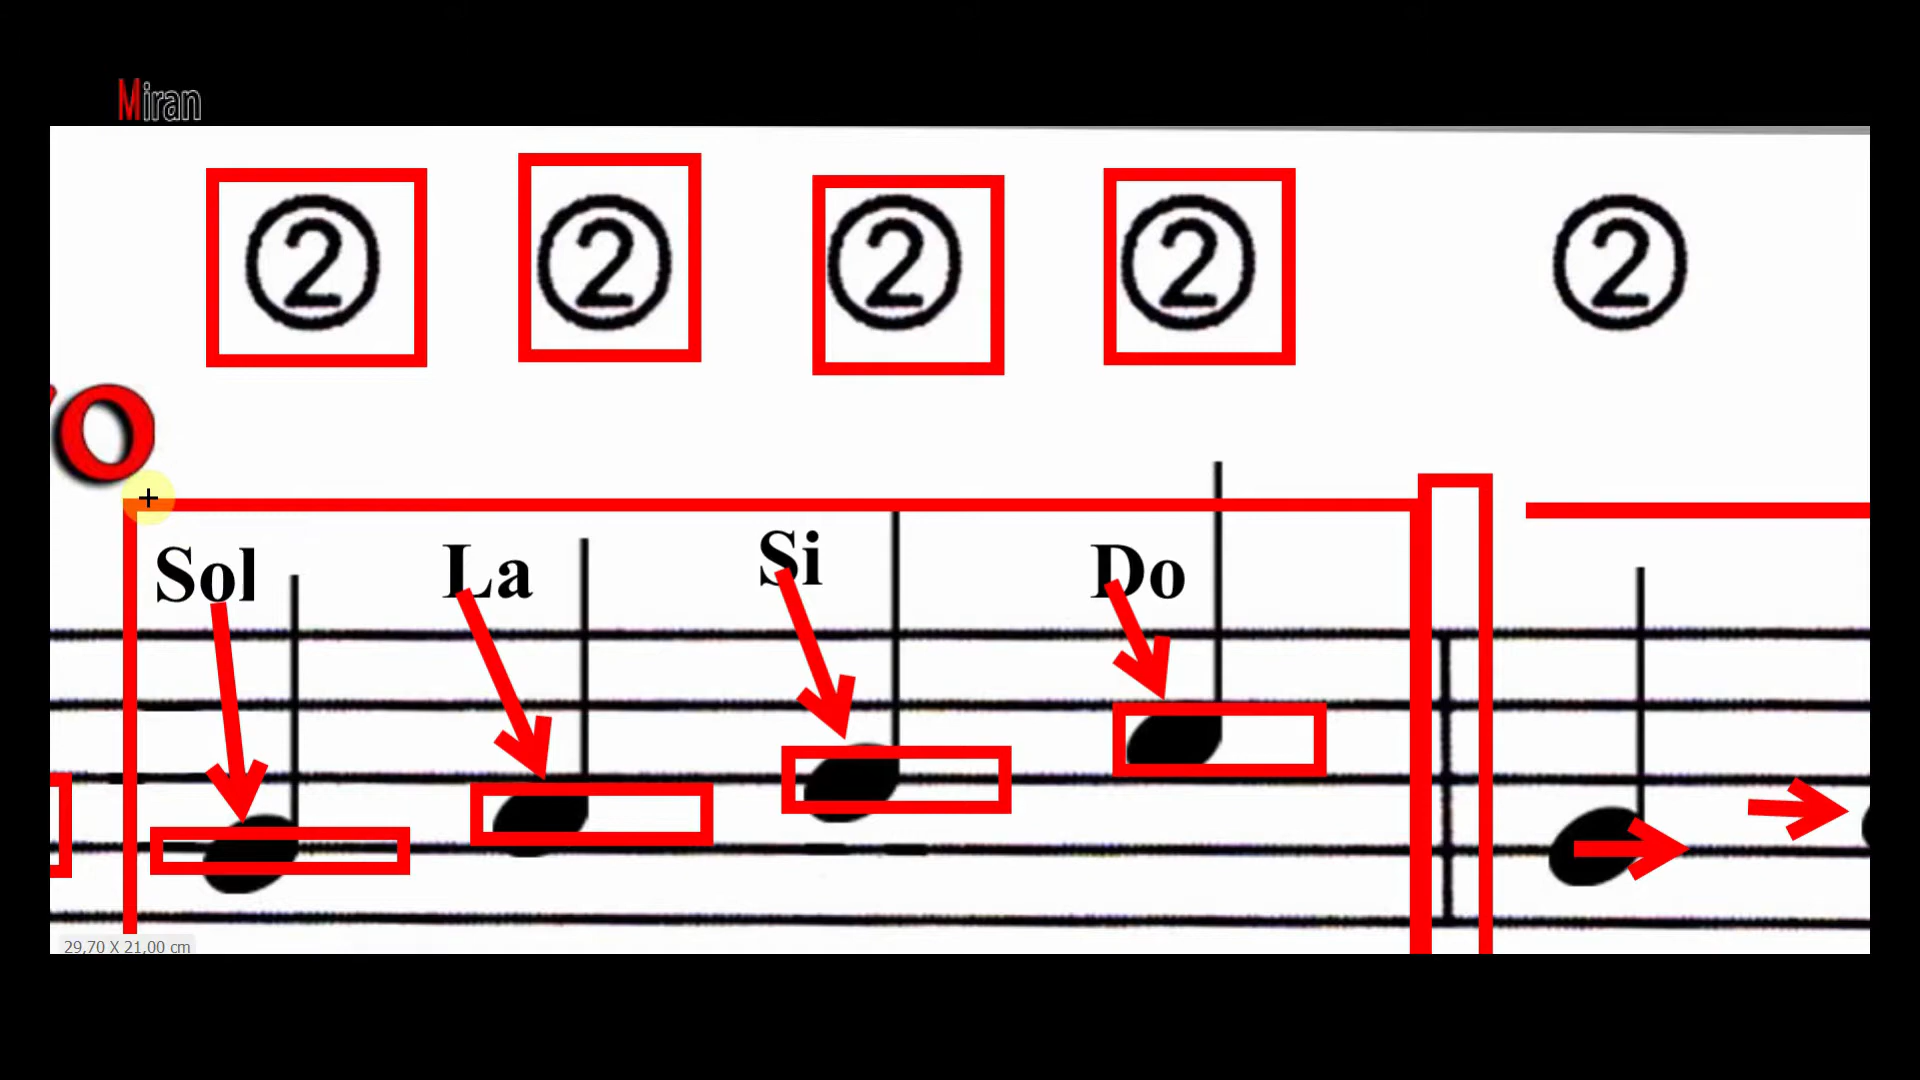 Miran
② ② ② ② ②
o
Sol La Si Do
29,70 X 21,00 cm